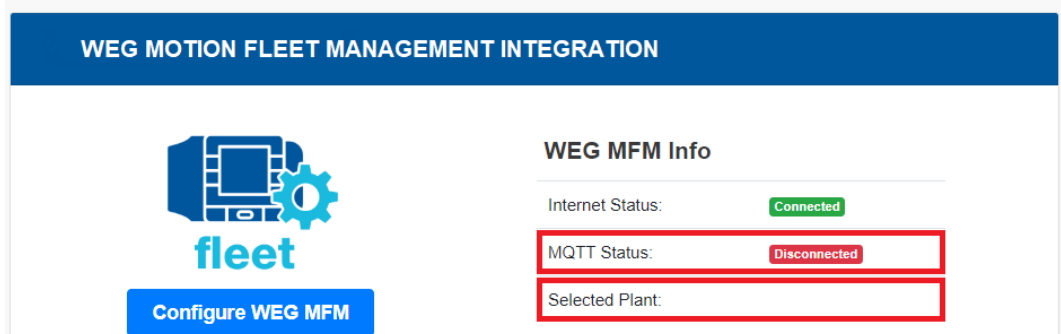 WEG MOTION FLEET MANAGEMENT INTEGRATION
fleet
Configure WEG MFM
WEG MFM Info
Internet Status: Connected
MQTT Status: Disconnected
Selected Plant: